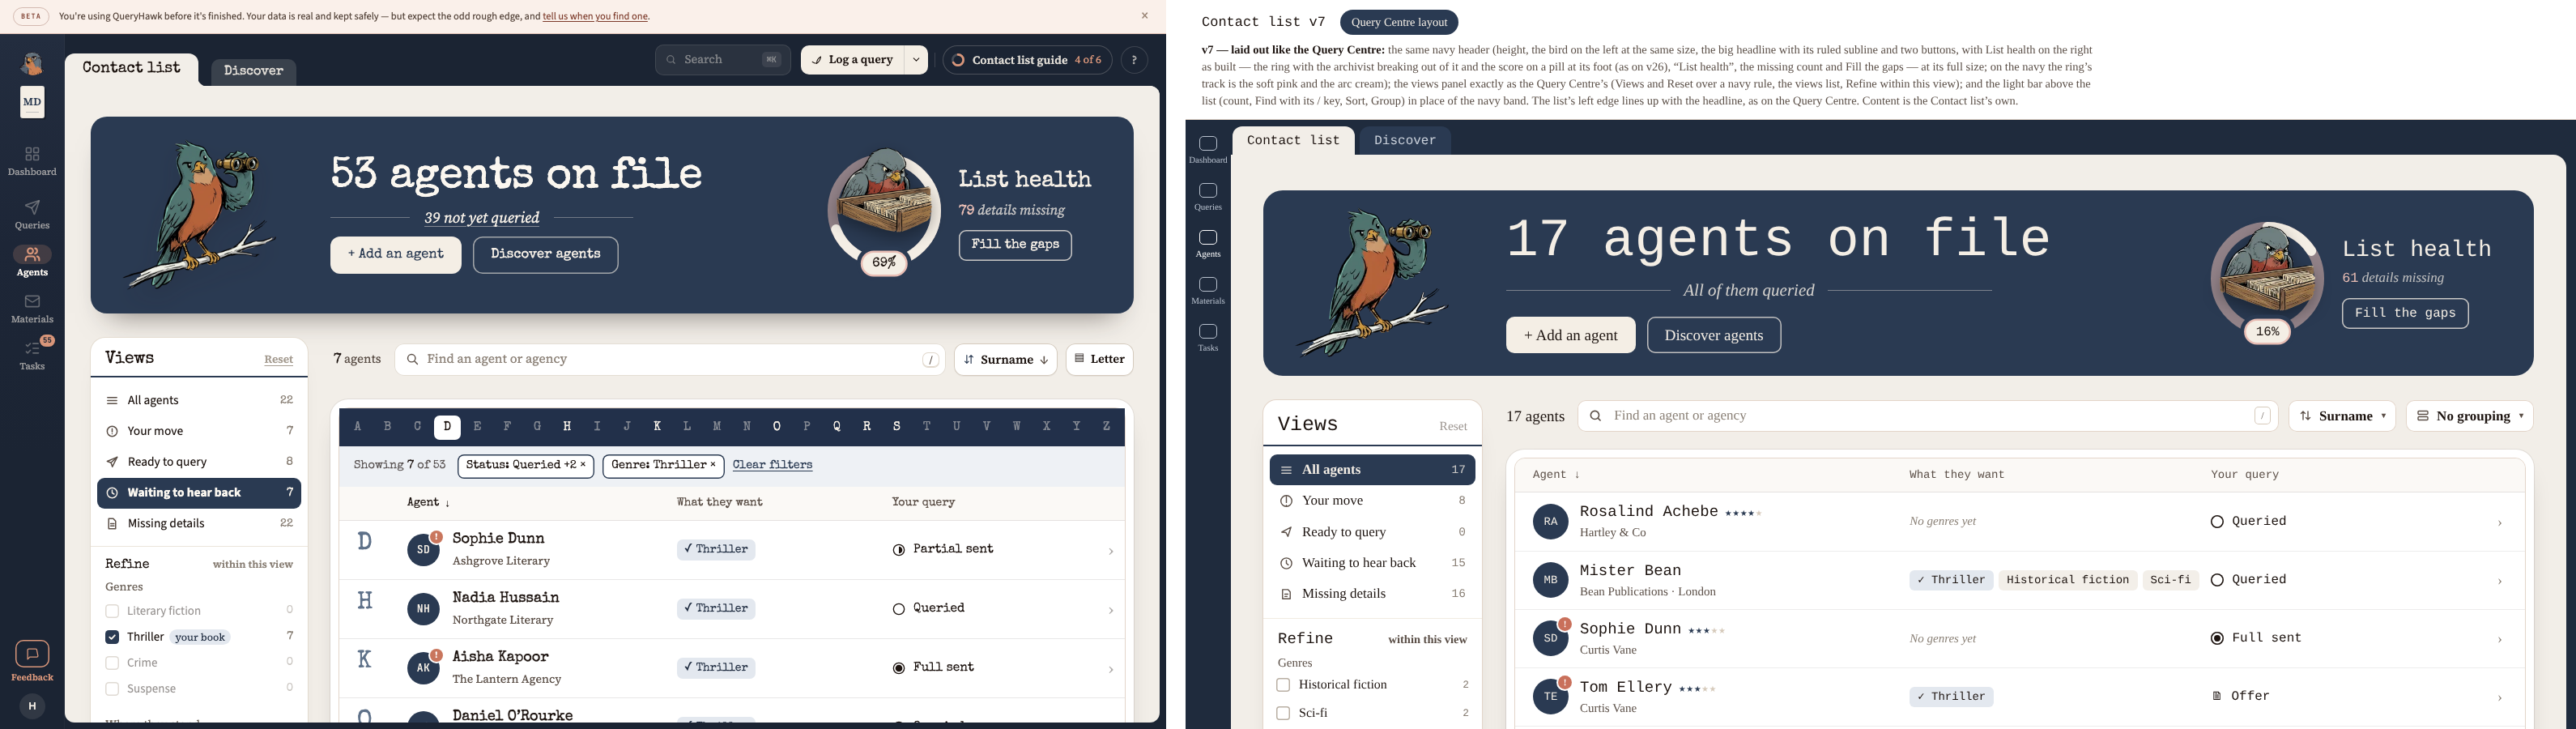 BETA You're using QueryHawk before it's finished. Your data is real and kept safely — but expect the odd rough edge, and tell us when you find one. ×
Contact list
Discover
Search ⌘K
Log a query
Contact list guide 4 of 6
?
MD
Dashboard
Queries
Agents
Materials
55
Tasks
Feedback
H
53 agents on file
39 not yet queried
+ Add an agent
Discover agents
69%
List health
79 details missing
Fill the gaps
Views Reset
All agents 22
Your move 7
Ready to query 8
Waiting to hear back 7
Missing details 22
Refine within this view
Genres
Literary fiction 0
Thriller your book 7
Crime 0
Suspense 0
7 agents
Find an agent or agency /
Surname ↓
Letter
A B C D E F G H I J K L M N O P Q R S T U V W X Y Z
Showing 7 of 53 Status: Queried +2 × Genre: Thriller × Clear filters
Agent ↓ What they want Your query
D SD ! Sophie Dunn ✓ Thriller Partial sent ›
Ashgrove Literary
H NH Nadia Hussain ✓ Thriller Queried ›
Northgate Literary
K AK ! Aisha Kapoor ✓ Thriller Full sent ›
The Lantern Agency
O Daniel O'Rourke
Contact list v7 Query Centre layout
v7 — laid out like the Query Centre: the same navy header (height, the bird on the left at the same size, the big headline with its ruled subline and two buttons, with List health on the right
as built — the ring with the archivist breaking out of it and the score on a pill at its foot (as on v26), “List health”, the missing count and Fill the gaps — at its full size; on the navy the ring’s
track is the soft pink and the arc cream); the views panel exactly as the Query Centre’s (Views and Reset over a navy rule, the views list, Refine within this view); and the light bar above the
list (count, Find with its / key, Sort, Group) in place of the navy band. The list’s left edge lines up with the headline, as on the Query Centre. Content is the Contact list’s own.
Contact list
Discover
Dashboard
Queries
Agents
Materials
Tasks
17 agents on file
All of them queried
+ Add an agent
Discover agents
16%
List health
61 details missing
Fill the gaps
Views Reset
All agents 17
Your move 8
Ready to query 0
Waiting to hear back 15
Missing details 16
Refine within this view
Genres
Historical fiction 2
Sci-fi 2
17 agents
Find an agent or agency /
Surname ▾
No grouping ▾
Agent ↓ What they want Your query
RA Rosalind Achebe ★★★★★ No genres yet Queried ›
Hartley & Co
MB Mister Bean ✓ Thriller Historical fiction Sci-fi Queried ›
Bean Publications · London
SD ! Sophie Dunn ★★★★★ No genres yet Full sent ›
Curtis Vane
TE ! Tom Ellery ★★★★★ ✓ Thriller Offer ›
Curtis Vane